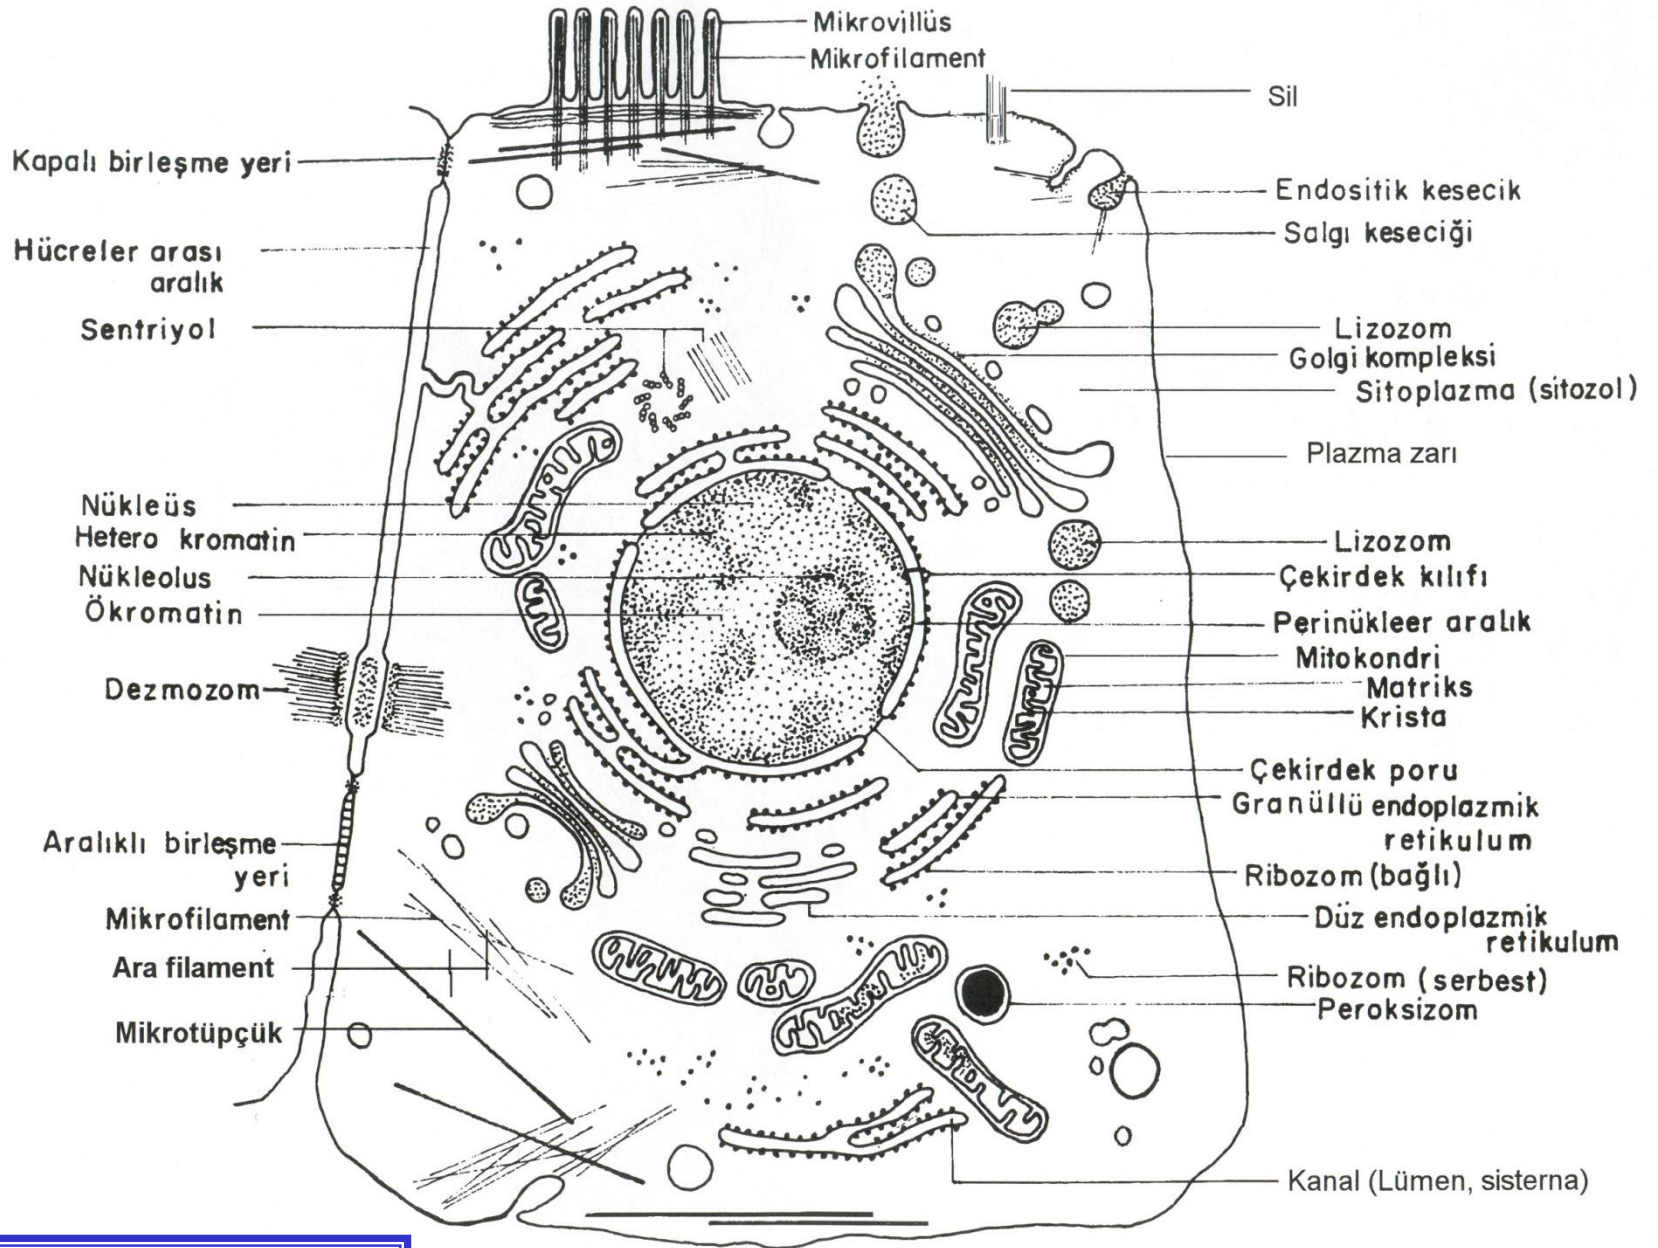 Mikrovillüs
Mikrofilament
Sil
Kapalı birleşme yeri
Endositik kesecik
Salgı keseciği
Hücreler arası
aralık
Sentriyol
Lizozom
Golgi kompleksi
Sitoplazma (sitozol)
Plazma zarı
Nükleüs
Hetero kromatin
Nükleolus
Ökromatin
Lizozom
Çekirdek kılıfı
Perinükleer aralık
Mitokondri
Matriks
Krista
Dezmozom
Çekirdek poru
Granüllü endoplazmik
retikulum
Aralıklı birleşme
yeri
Ribozom (bağlı)
Mikrofilament
Düz endoplazmik
retikulum
Ara filament
Ribozom (serbest)
Peroksizom
Mikrotüpçük
Kanal (Lümen, sisterna)